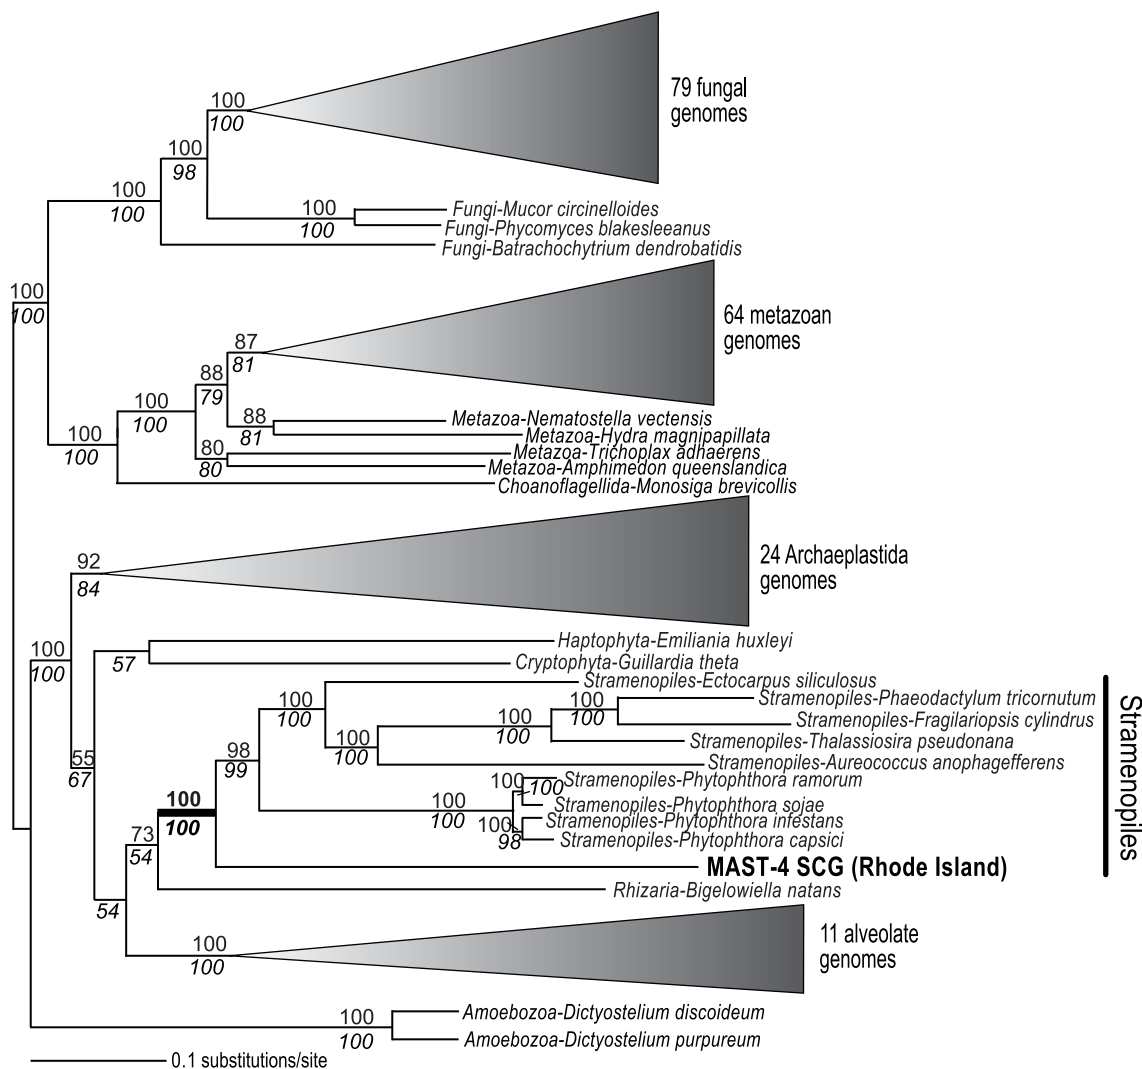 100
100
79 fungal
genomes
100
98
100
100
100
100
Fungi-Mucor circinelloides
Fungi-Phycomyces blakesleeanus
Fungi-Batrachochytrium dendrobatidis
100
100
87
81
64 metazoan
genomes
88
79
100
100
88
81
Metazoa-Nematostella vectensis
Metazoa-Hydra magnipapillata
100
100
80
80
Metazoa-Trichoplax adhaerens
Metazoa-Amphimedon queenslandica
Choanoflagellida-Monosiga brevicollis
92
84
24 Archaeplastida
genomes
100
100
57
Haptophyta-Emiliania huxleyi
Cryptophyta-Guillardia theta
Stramenopiles-Ectocarpus siliculosus
100
100
100
100
Stramenopiles-Phaeodactylum tricornutum
Stramenopiles-Fragilariopsis cylindrus
100
100
Stramenopiles-Thalassiosira pseudonana
100
100
Stramenopiles-Aureococcus anophagefferens
98
99
55
67
100
100
Stramenopiles-Phytophthora ramorum
100
100
Stramenopiles-Phytophthora sojae
Stramenopiles-Phytophthora infestans
100
98
Stramenopiles-Phytophthora capsici
Stramenopiles
100
100
73
54
MAST-4 SCG (Rhode Island)
Rhizaria-Bigelowiella natans
54
100
100
11 alveolate
genomes
100
100
Amoebozoa-Dictyostelium discoideum
Amoebozoa-Dictyostelium purpureum
0.1 substitutions/site